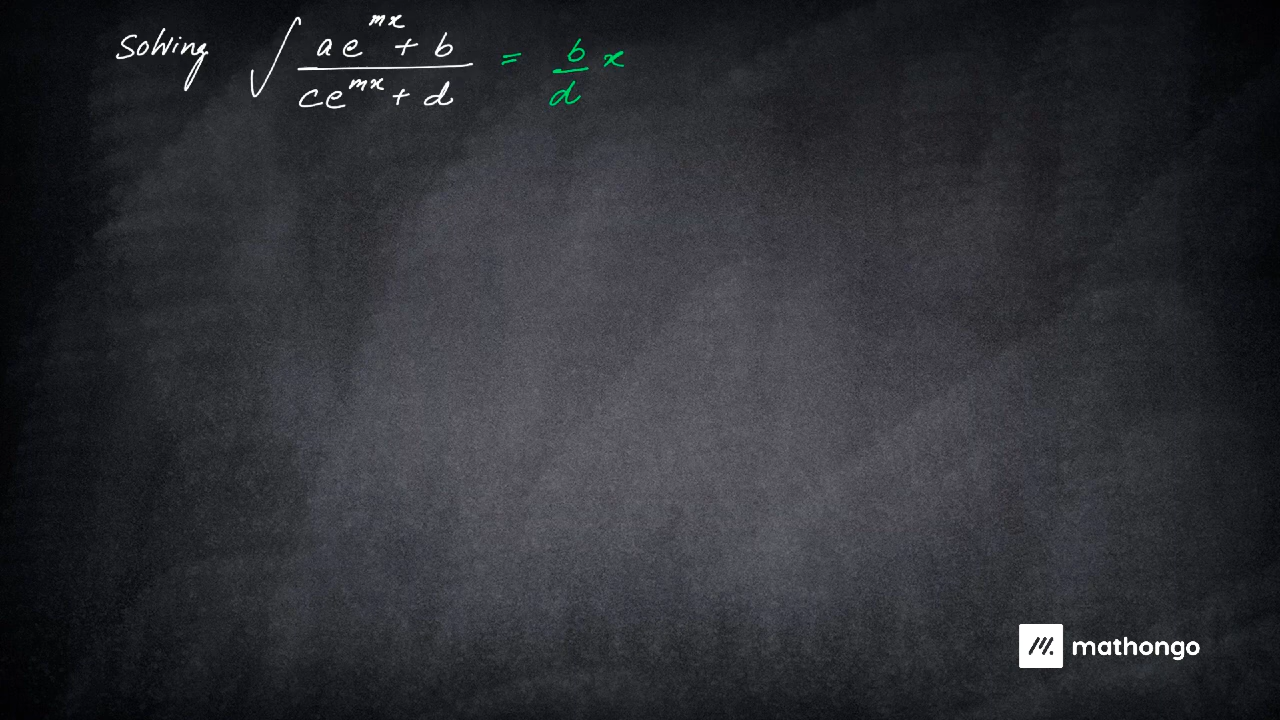 Solving √ ae^{mx} + b / ce^{mx} + d = b/d x
mathongo